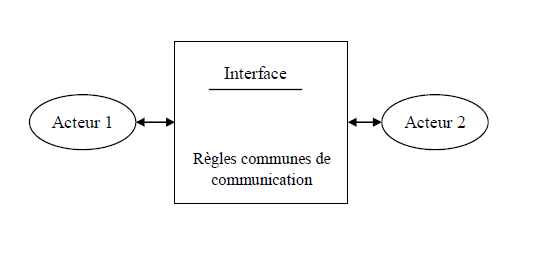 Interface
Acteur 1
Acteur 2
Règles communes de
communication